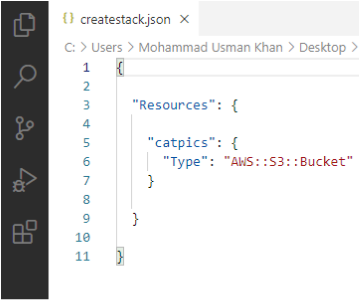 createstack.json
C: > Users > Mohammad Usman Khan > Desktop >
1 {
2
3 "Resources": {
4
5 "catpics": {
6 "Type": "AWS::S3::Bucket"
7 }
8
9 }
10
11 }